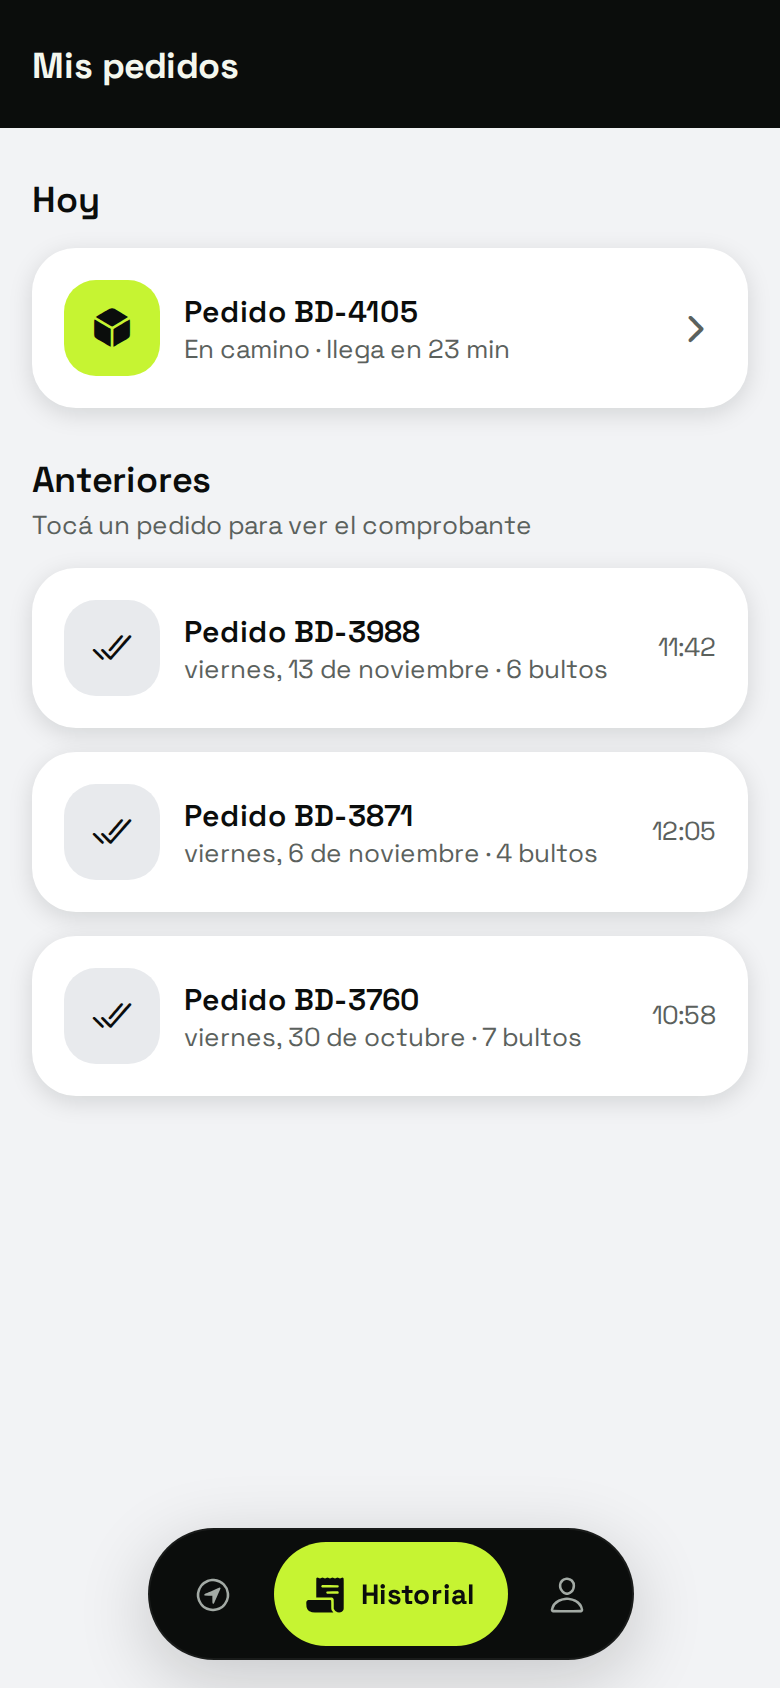 Mis pedidos
Hoy
Pedido BD-4105
En camino · llega en 23 min
Anteriores
Tocá un pedido para ver el comprobante
Pedido BD-3988
viernes, 13 de noviembre · 6 bultos
11:42
Pedido BD-3871
viernes, 6 de noviembre · 4 bultos
12:05
Pedido BD-3760
viernes, 30 de octubre · 7 bultos
10:58
Historial